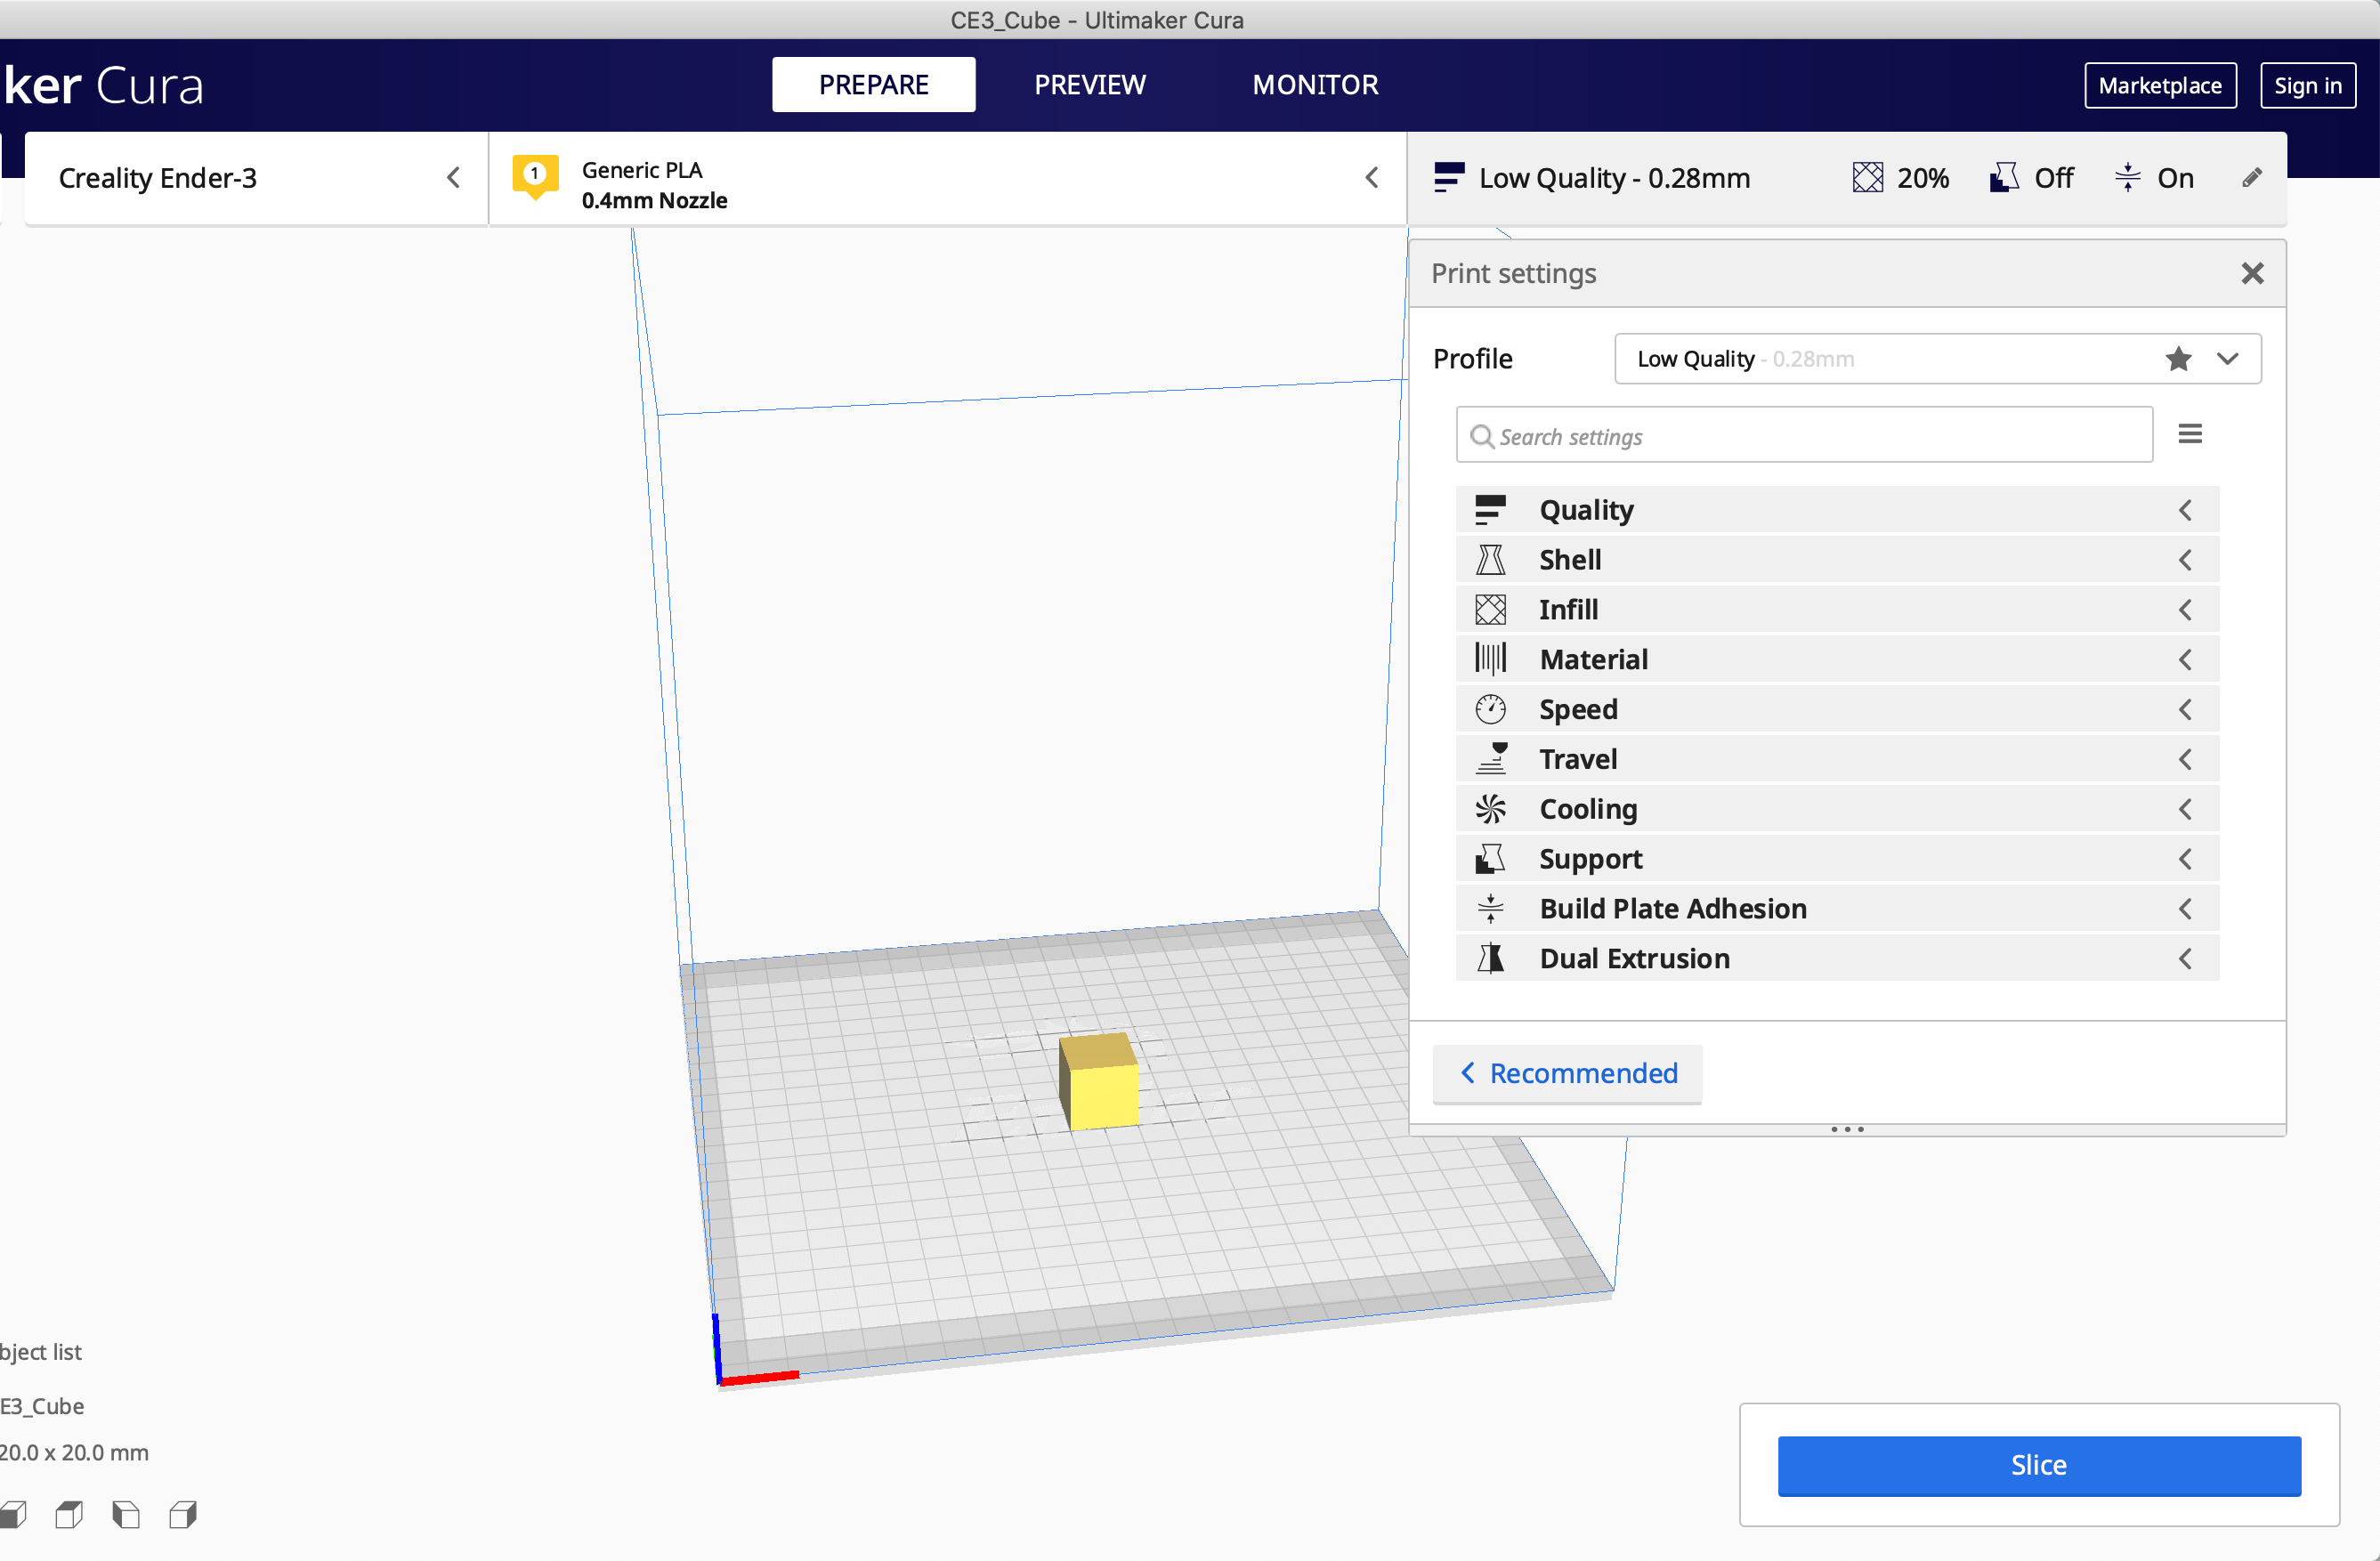 CE3_Cube - Ultimaker Cura
ker Cura
PREPARE
PREVIEW
MONITOR
Marketplace
Sign in
Creality Ender-3
1
Generic PLA
0.4mm Nozzle
Low Quality - 0.28mm
20%
Off
On
Print settings
Profile
Low Quality - 0.28mm
Search settings
Quality
Shell
Infill
Material
Speed
Travel
Cooling
Support
Build Plate Adhesion
Dual Extrusion
Recommended
bject list
E3_Cube
20.0 x 20.0 mm
Slice